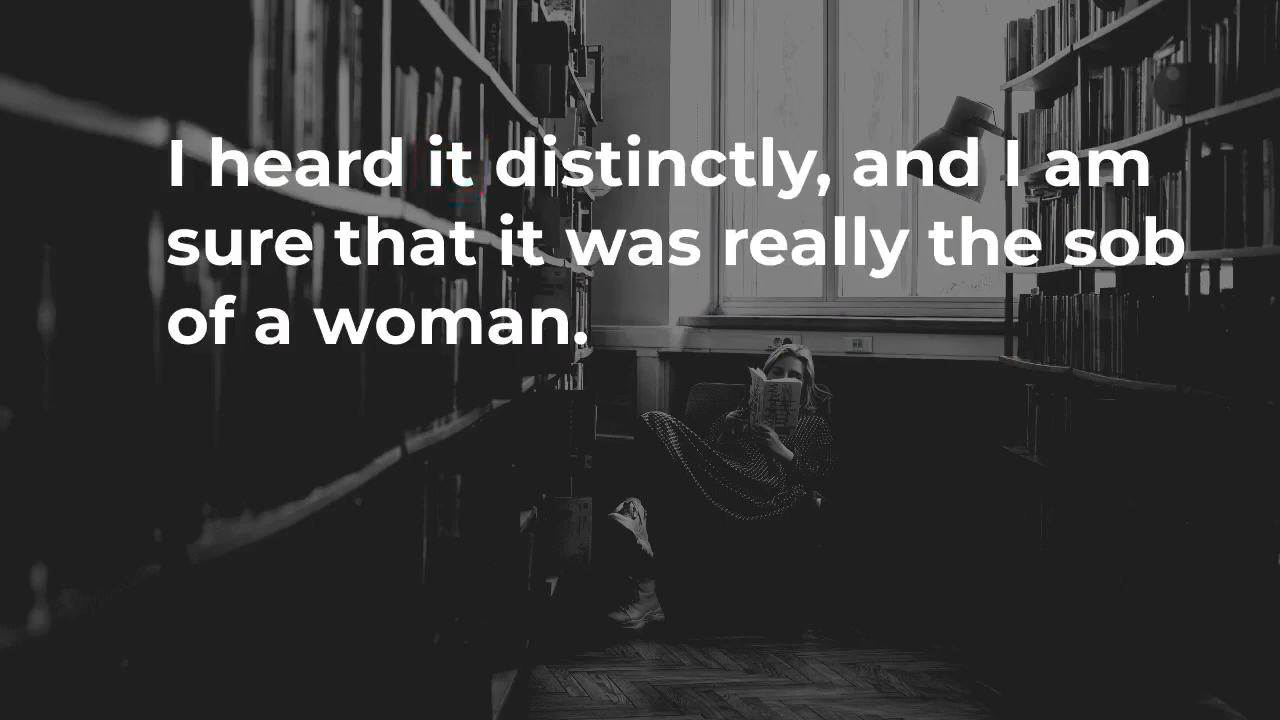 I heard it distinctly, and I am
sure that it was really the sob
of a woman.